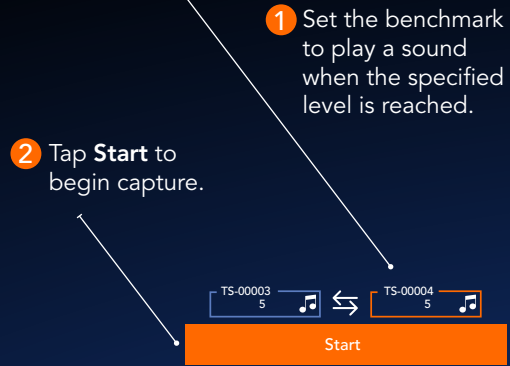 1 Set the benchmark
to play a sound
when the specified
level is reached.
2 Tap Start to
begin capture.
TS-00003
5
TS-00004
5
Start